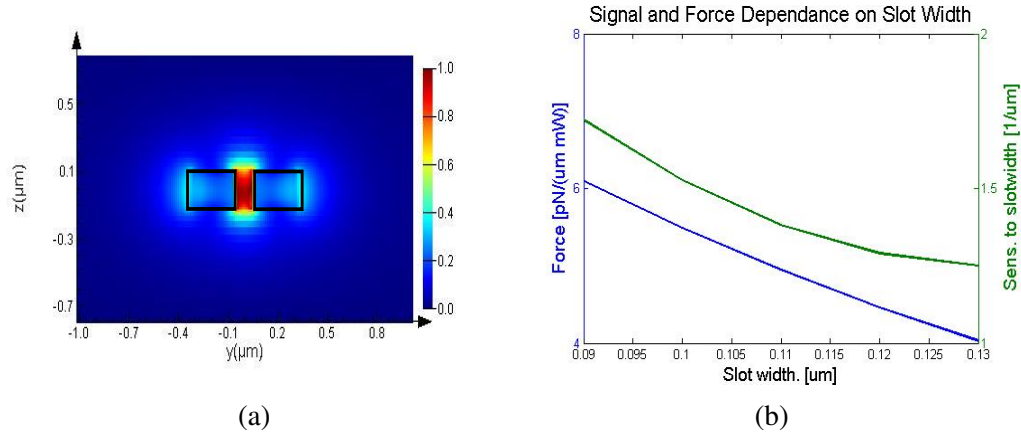 z(μm)
0.5
0.1
-0.3
-0.7
-1.0 -0.7 -0.4 -0.1 0.2 0.5 0.8
y(μm)
1.0
0.8
0.6
0.4
0.2
0.0
(a)
Signal and Force Dependance on Slot Width
Force [pN/(um mW)]
8
6
4
0.09 0.095 0.1 0.105 0.11 0.115 0.12 0.125 0.13
Slot width. [um]
2
1.5
1
Sens. to slotwidth [1/um]
(b)